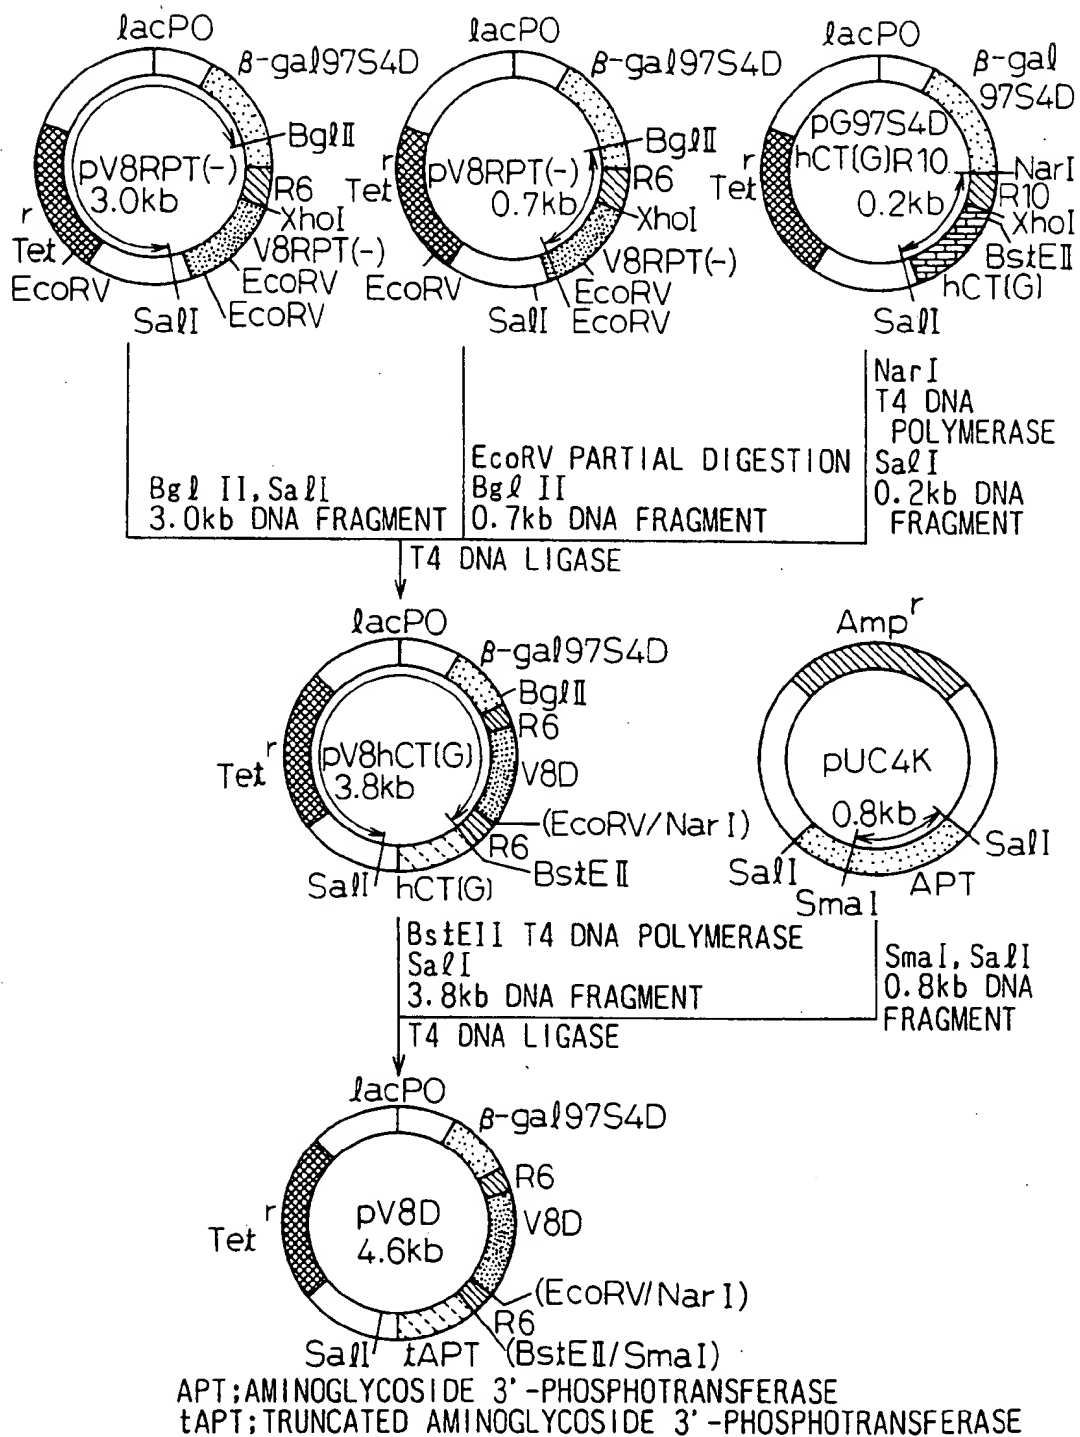 lacPO
β-gal97S4D
BglII
pV8RPT(-)
3.0kb
R6
XhoI
V8RPT(-)
Tet r
EcoRV
EcoRV
EcoRV
SalI
lacPO
β-gal97S4D
BglII
pV8RPT(-)
0.7kb
R6
XhoI
V8RPT(-)
Tet r
EcoRV
EcoRV
EcoRV
SalI
lacPO
β-gal
97S4D
pG97S4D
hCT(G)R10
0.2kb
NarI
R10
XhoI
BstEII
hCT(G)
Tet r
SalI
Bgl II, SalI
3.0kb DNA FRAGMENT
EcoRV PARTIAL DIGESTION
Bgl II
0.7kb DNA FRAGMENT
NarI
T4 DNA
POLYMERASE
SalI
0.2kb DNA
FRAGMENT
T4 DNA LIGASE
lacPO
β-gal97S4D
BglII
R6
pV8hCT(G)
3.8kb
V8D
Tet r
(EcoRV/NarI)
R6
BstEII
SalI
hCT(G)
Amp r
pUC4K
0.8kb
SalI
SalI
SmaI
APT
BstEII T4 DNA POLYMERASE
SalI
3.8kb DNA FRAGMENT
SmaI, SalI
0.8kb DNA
FRAGMENT
T4 DNA LIGASE
lacPO
β-gal97S4D
R6
pV8D
4.6kb
V8D
Tet r
(EcoRV/NarI)
R6
SalI
tAPT
(BstEII/SmaI)
APT;AMINOGLYCOSIDE 3'-PHOSPHOTRANSFERASE
tAPT;TRUNCATED AMINOGLYCOSIDE 3'-PHOSPHOTRANSFERASE